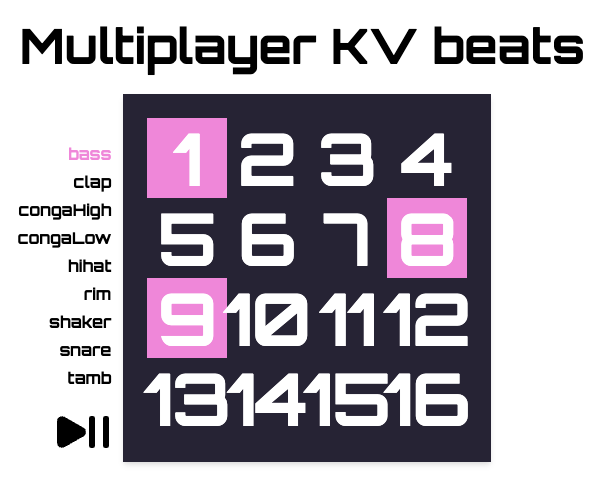 Multiplayer KV beats
bass
clap
congaHigh
congaLow
hihat
rim
shaker
snare
tamb
1 2 3 4
5 6 7 8
9 10 11 12
13 14 15 16